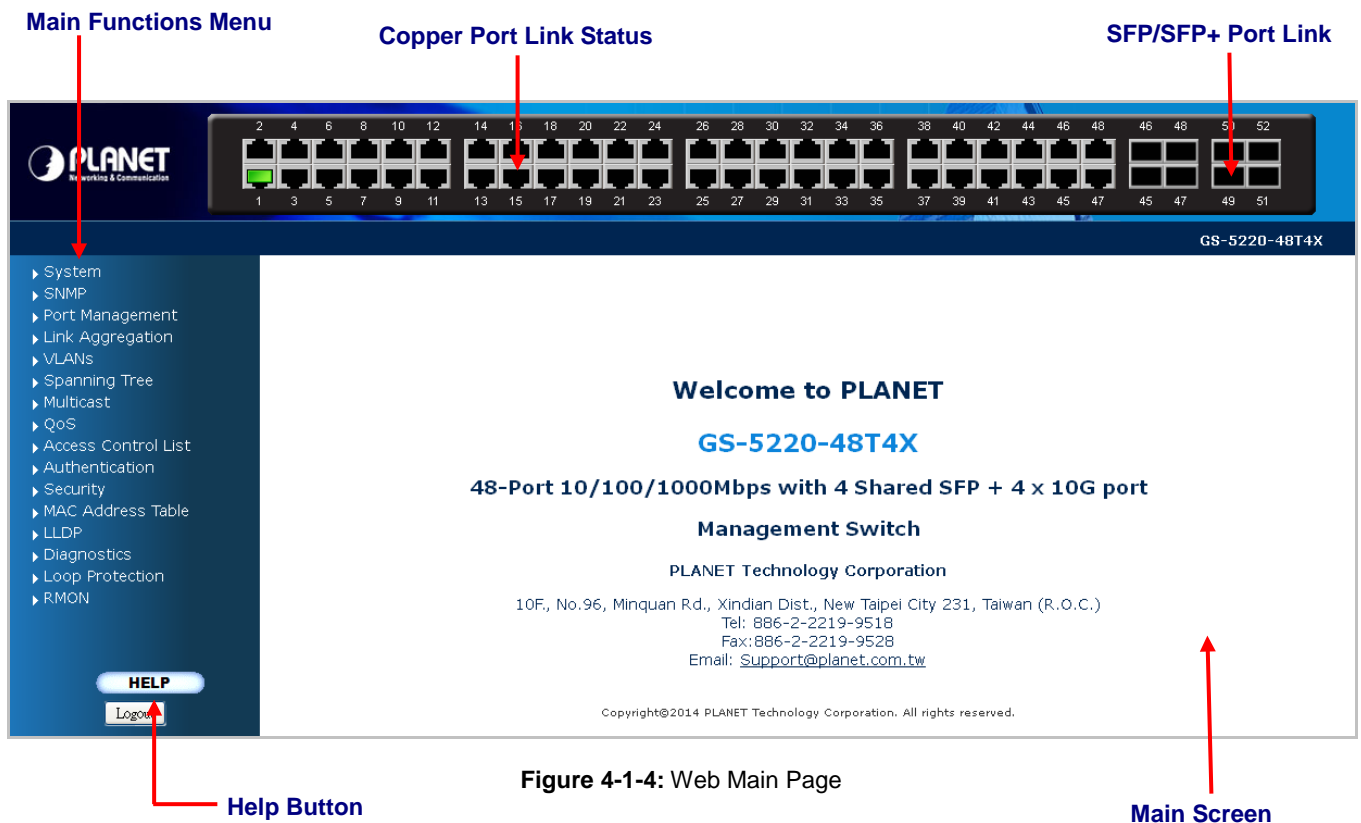 Main Functions Menu
Copper Port Link Status
SFP/SFP+ Port Link
2 4 6 8 10 12 14 16 18 20 22 24 26 28 30 32 34 36 38 40 42 44 46 48 46 48 50 52
PLANET
Networking & Communication
1 3 5 7 9 11 13 15 17 19 21 23 25 27 29 31 33 35 37 39 41 43 45 47 45 47 49 51
GS-5220-48T4X
System
SNMP
Port Management
Link Aggregation
VLANs
Spanning Tree
Multicast
QoS
Access Control List
Authentication
Security
MAC Address Table
LLDP
Diagnostics
Loop Protection
RMON
HELP
Logout
Welcome to PLANET
GS-5220-48T4X
48-Port 10/100/1000Mbps with 4 Shared SFP + 4 x 10G port
Management Switch
PLANET Technology Corporation
10F., No.96, Minquan Rd., Xindian Dist., New Taipei City 231, Taiwan (R.O.C.)
Tel: 886-2-2219-9518
Fax:886-2-2219-9528
Email: Support@planet.com.tw
Copyright©2014 PLANET Technology Corporation. All rights reserved.
Figure 4-1-4: Web Main Page
Help Button
Main Screen